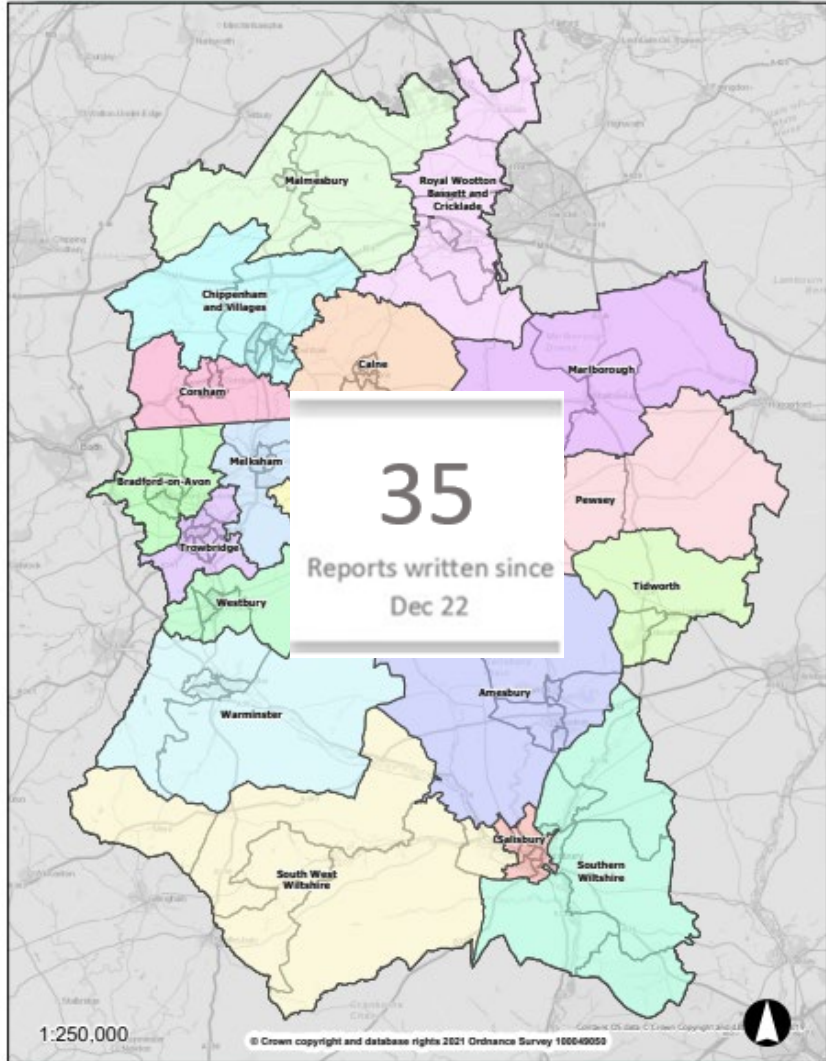 Malmesbury
Royal Wootton
Bassett and
Cricklade
Chippenham
and Villages
Calne
Marlborough
Corsham
Melksham
Bradford-on-Avon
35
Pewsey
Trowbridge
Reports written since
Tidworth
Westbury
Dec 22
Amesbury
Warminster
Salisbury
South West
Wiltshire
Southern
Wiltshire
1:250,000
© Crown copyright and database rights 2021 Ordnance Survey 100049050